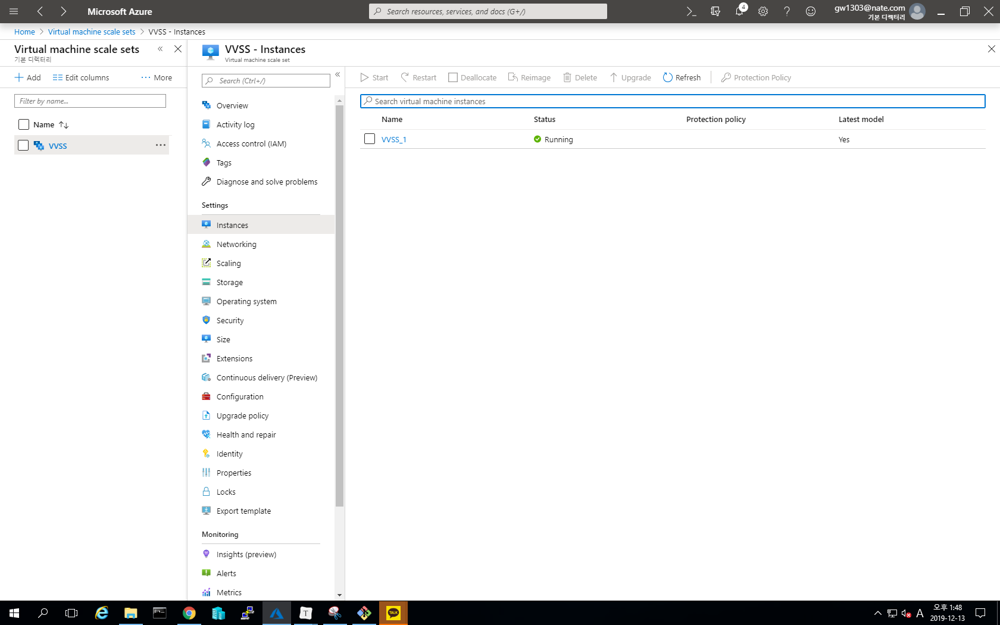 Microsoft Azure
Search resources, services, and docs (G+/)
4
gw1303@nate.com
기본 디렉터리
Home > Virtual machine scale sets > VVSS - Instances
Virtual machine scale sets
기본 디렉터리
Add
Edit columns
More
Filter by name...
Name
VVSS
VVSS - Instances
Virtual machine scale set
Search (Ctrl+/)
Overview
Activity log
Access control (IAM)
Tags
Diagnose and solve problems
Settings
Instances
Networking
Scaling
Storage
Operating system
Security
Size
Extensions
Continuous delivery (Preview)
Configuration
Upgrade policy
Health and repair
Identity
Properties
Locks
Export template
Monitoring
Insights (preview)
Alerts
Metrics
Start
Restart
Deallocate
Reimage
Delete
Upgrade
Refresh
Protection Policy
Search virtual machine instances
Name Status Protection policy Latest model
VVSS_1 Running Yes
T
TALK
A
오후 1:48
2019-12-13